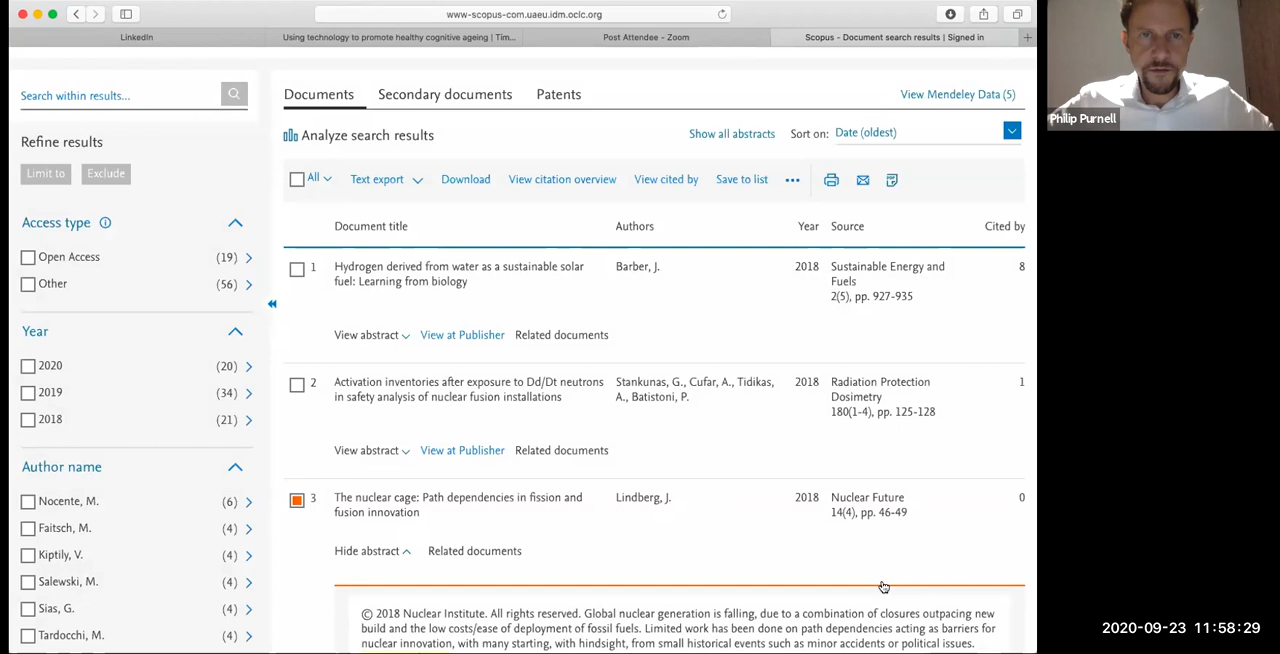 www-scopus-com.uaeu.idm.oclc.org
LinkedIn
Using technology to promote healthy cognitive ageing | Tim...
Post Attendee - Zoom
Scopus - Document search results | Signed in
Search within results...
Refine results
Limit to
Exclude
Access type
Open Access (19)
Other (56)
Year
2020 (20)
2019 (34)
2018 (21)
Author name
Nocente, M. (6)
Faitsch, M. (4)
Kiptily, V. (4)
Salewski, M. (4)
Sias, G. (4)
Tardocchi, M. (4)
Documents Secondary documents Patents
View Mendeley Data (5)
Analyze search results
Show all abstracts Sort on: Date (oldest)
All Text export Download View citation overview View cited by Save to list •••
Document title Authors Year Source Cited by
1 Hydrogen derived from water as a sustainable solar Barber, J. 2018 Sustainable Energy and 8
fuel: Learning from biology Fuels
2(5), pp. 927-935
View abstract View at Publisher Related documents
2 Activation inventories after exposure to Dd/Dt neutrons Stankunas, G., Cufar, A., Tidikas, 2018 Radiation Protection 1
in safety analysis of nuclear fusion installations A., Batistoni, P. Dosimetry
180(1-4), pp. 125-128
View abstract View at Publisher Related documents
3 The nuclear cage: Path dependencies in fission and Lindberg, J. 2018 Nuclear Future 0
fusion innovation 14(4), pp. 46-49
Hide abstract Related documents
© 2018 Nuclear Institute. All rights reserved. Global nuclear generation is falling, due to a combination of closures outpacing new
build and the low costs/ease of deployment of fossil fuels. Limited work has been done on path dependencies acting as barriers for
nuclear innovation, with many starting, with hindsight, from small historical events such as minor accidents or political issues.
Philip Purnell
2020-09-23 11:58:29